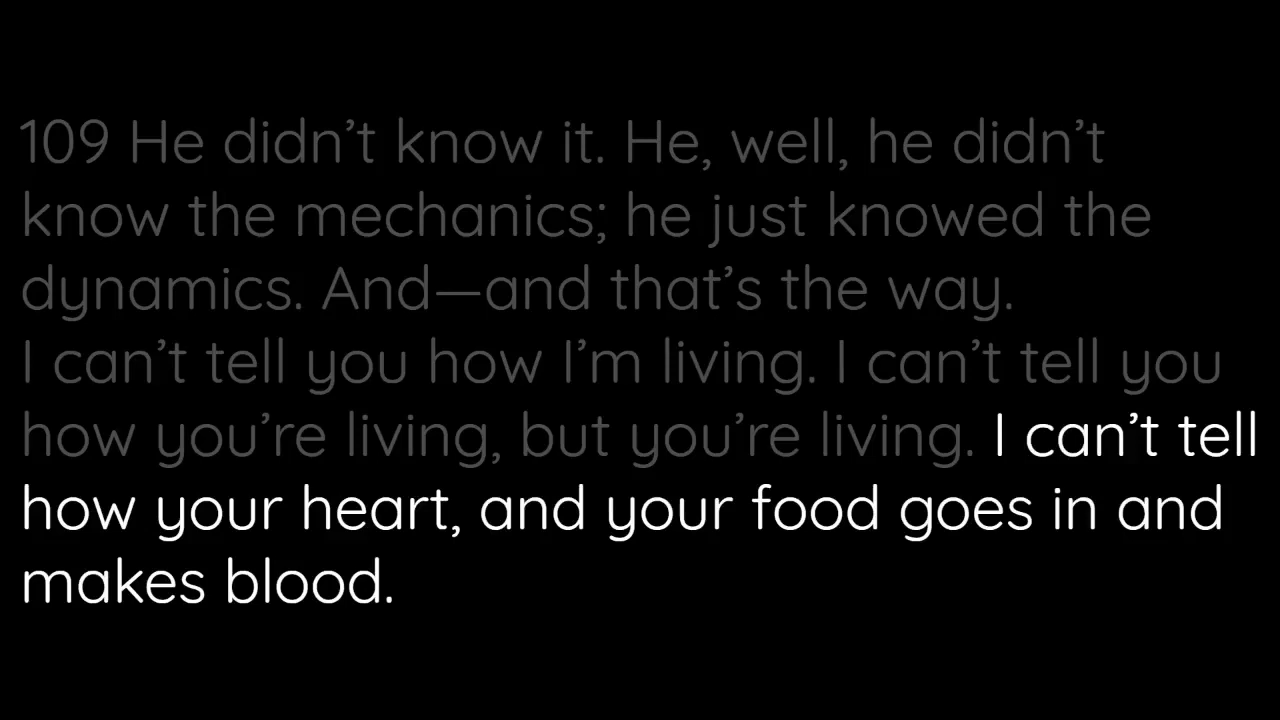 109 He didn’t know it. He, well, he didn’t
know the mechanics; he just knowed the
dynamics. And—and that’s the way.
I can’t tell you how I’m living. I can’t tell you
how you’re living, but you’re living. I can’t tell
how your heart, and your food goes in and
makes blood.